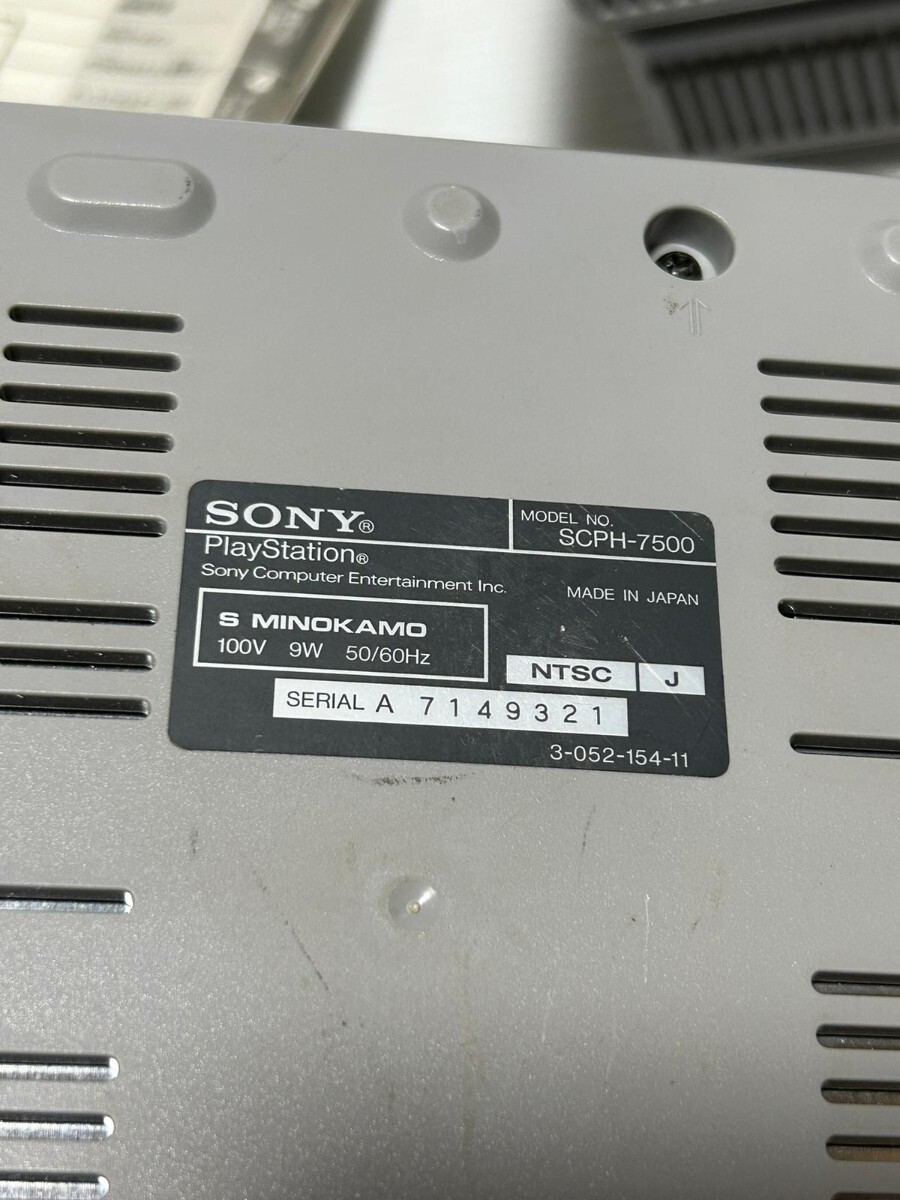 SONY®
MODEL NO.
SCPH-7500
PlayStation®
Sony Computer Entertainment Inc.
MADE IN JAPAN
S MINOKAMO
100V 9W 50/60Hz
NTSC J
SERIAL A 7149321
3-052-154-11